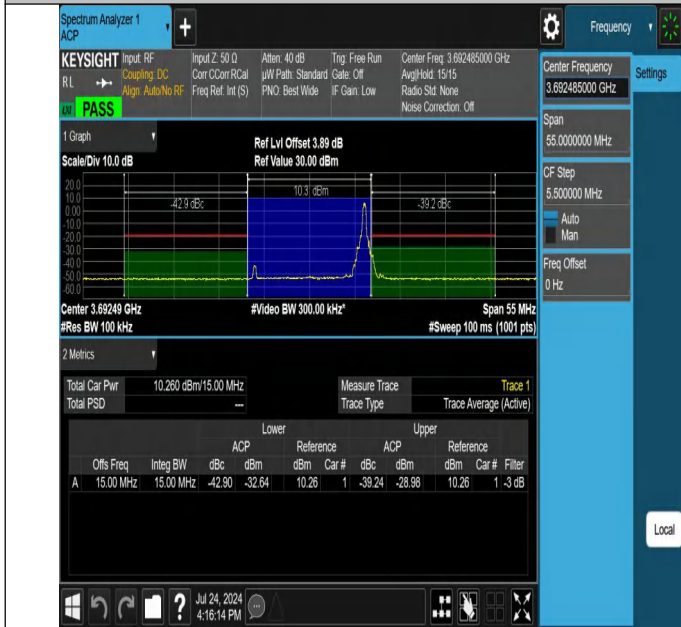 Spectrum Analyzer 1
ACP
Frequency
KEYSIGHT Input: RF Input Z: 50 Ω Atten: 40 dB Trig: Free Run Center Freq: 3.692485000 GHz
RL Coupling: DC Corr CCorr RCal µW Path: Standard Gate: Off Avg|Hold: 15/15
Align: Auto/No RF Freq Ref: Int (S) PNO: Best Wide IF Gain: Low Radio Std: None
PASS Noise Correction: Off
Center Frequency
3.692485000 GHz
Settings
Span
55.0000000 MHz
CF Step
5.500000 MHz
Auto
Man
Freq Offset
0 Hz
1 Graph
Ref Lvl Offset 3.89 dB
Scale/Div 10.0 dB Ref Value 30.00 dBm
20.0
10.0
0.00
-10.0
-20.0
-30.0
-40.0
-50.0
-60.0
-42.9 dBc 10.3 dBm -39.2 dBc
Center 3.69249 GHz #Video BW 300.00 kHz* Span 55 MHz
#Res BW 100 kHz #Sweep 100 ms (1001 pts)
2 Metrics
Total Car Pwr 10.260 dBm/15.00 MHz Measure Trace Trace 1
Total PSD --- Trace Type Trace Average (Active)
Lower Upper
ACP Reference ACP Reference
Offs Freq Integ BW dBc dBm dBm Car # dBc dBm dBm Car # Filter
A 15.00 MHz 15.00 MHz -42.90 -32.64 10.26 1 -39.24 -28.98 10.26 1 -3 dB
Local
? Jul 24, 2024
4:16:14 PM